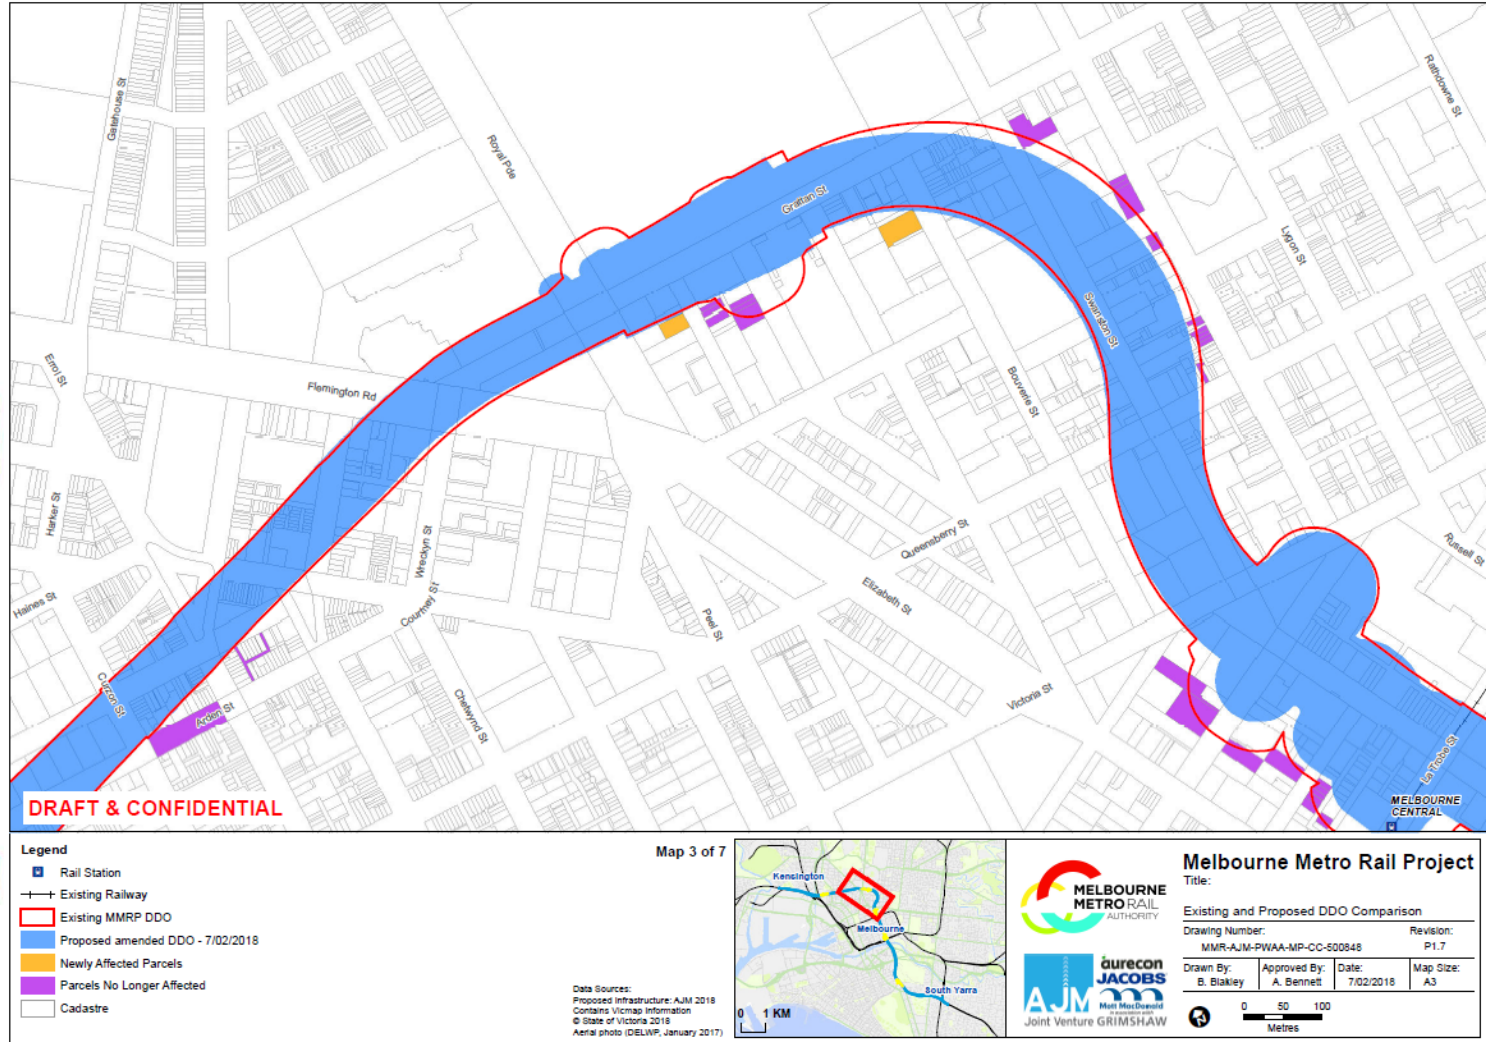 Gatehouse St
Royal Pde
Rathdowne St
Grattan St
Lygon St
Swanston St
Errol St
Flemington Rd
Bouverie St
Harker St
Wreckyn St
Queensberry St
Russell St
Haines St
Courtney St
Elizabeth St
Peel St
Curzon St
Chetwynd St
Arden St
Victoria St
La Trobe St
MELBOURNE
CENTRAL
DRAFT & CONFIDENTIAL
Legend
Rail Station
Existing Railway
Existing MMRP DDO
Proposed amended DDO - 7/02/2018
Newly Affected Parcels
Parcels No Longer Affected
Cadastre
Map 3 of 7
Data Sources:
Proposed Infrastructure: AJM 2018
Contains Vicmap Information
© State of Victoria 2018
Aerial photo (DELWP, January 2017)
Kensington
Melbourne
South Yarra
0 1 KM
MELBOURNE
METRO RAIL
AUTHORITY
AJM
Joint Venture
aurecon
JACOBS
Mott MacDonald
in association with
GRIMSHAW
Melbourne Metro Rail Project
Title:
Existing and Proposed DDO Comparison
Drawing Number: Revision:
MMR-AJM-PWAA-MP-CC-500848 P1.7
Drawn By: Approved By: Date: Map Size:
B. Blakley A. Bennett 7/02/2018 A3
0 50 100
Metres